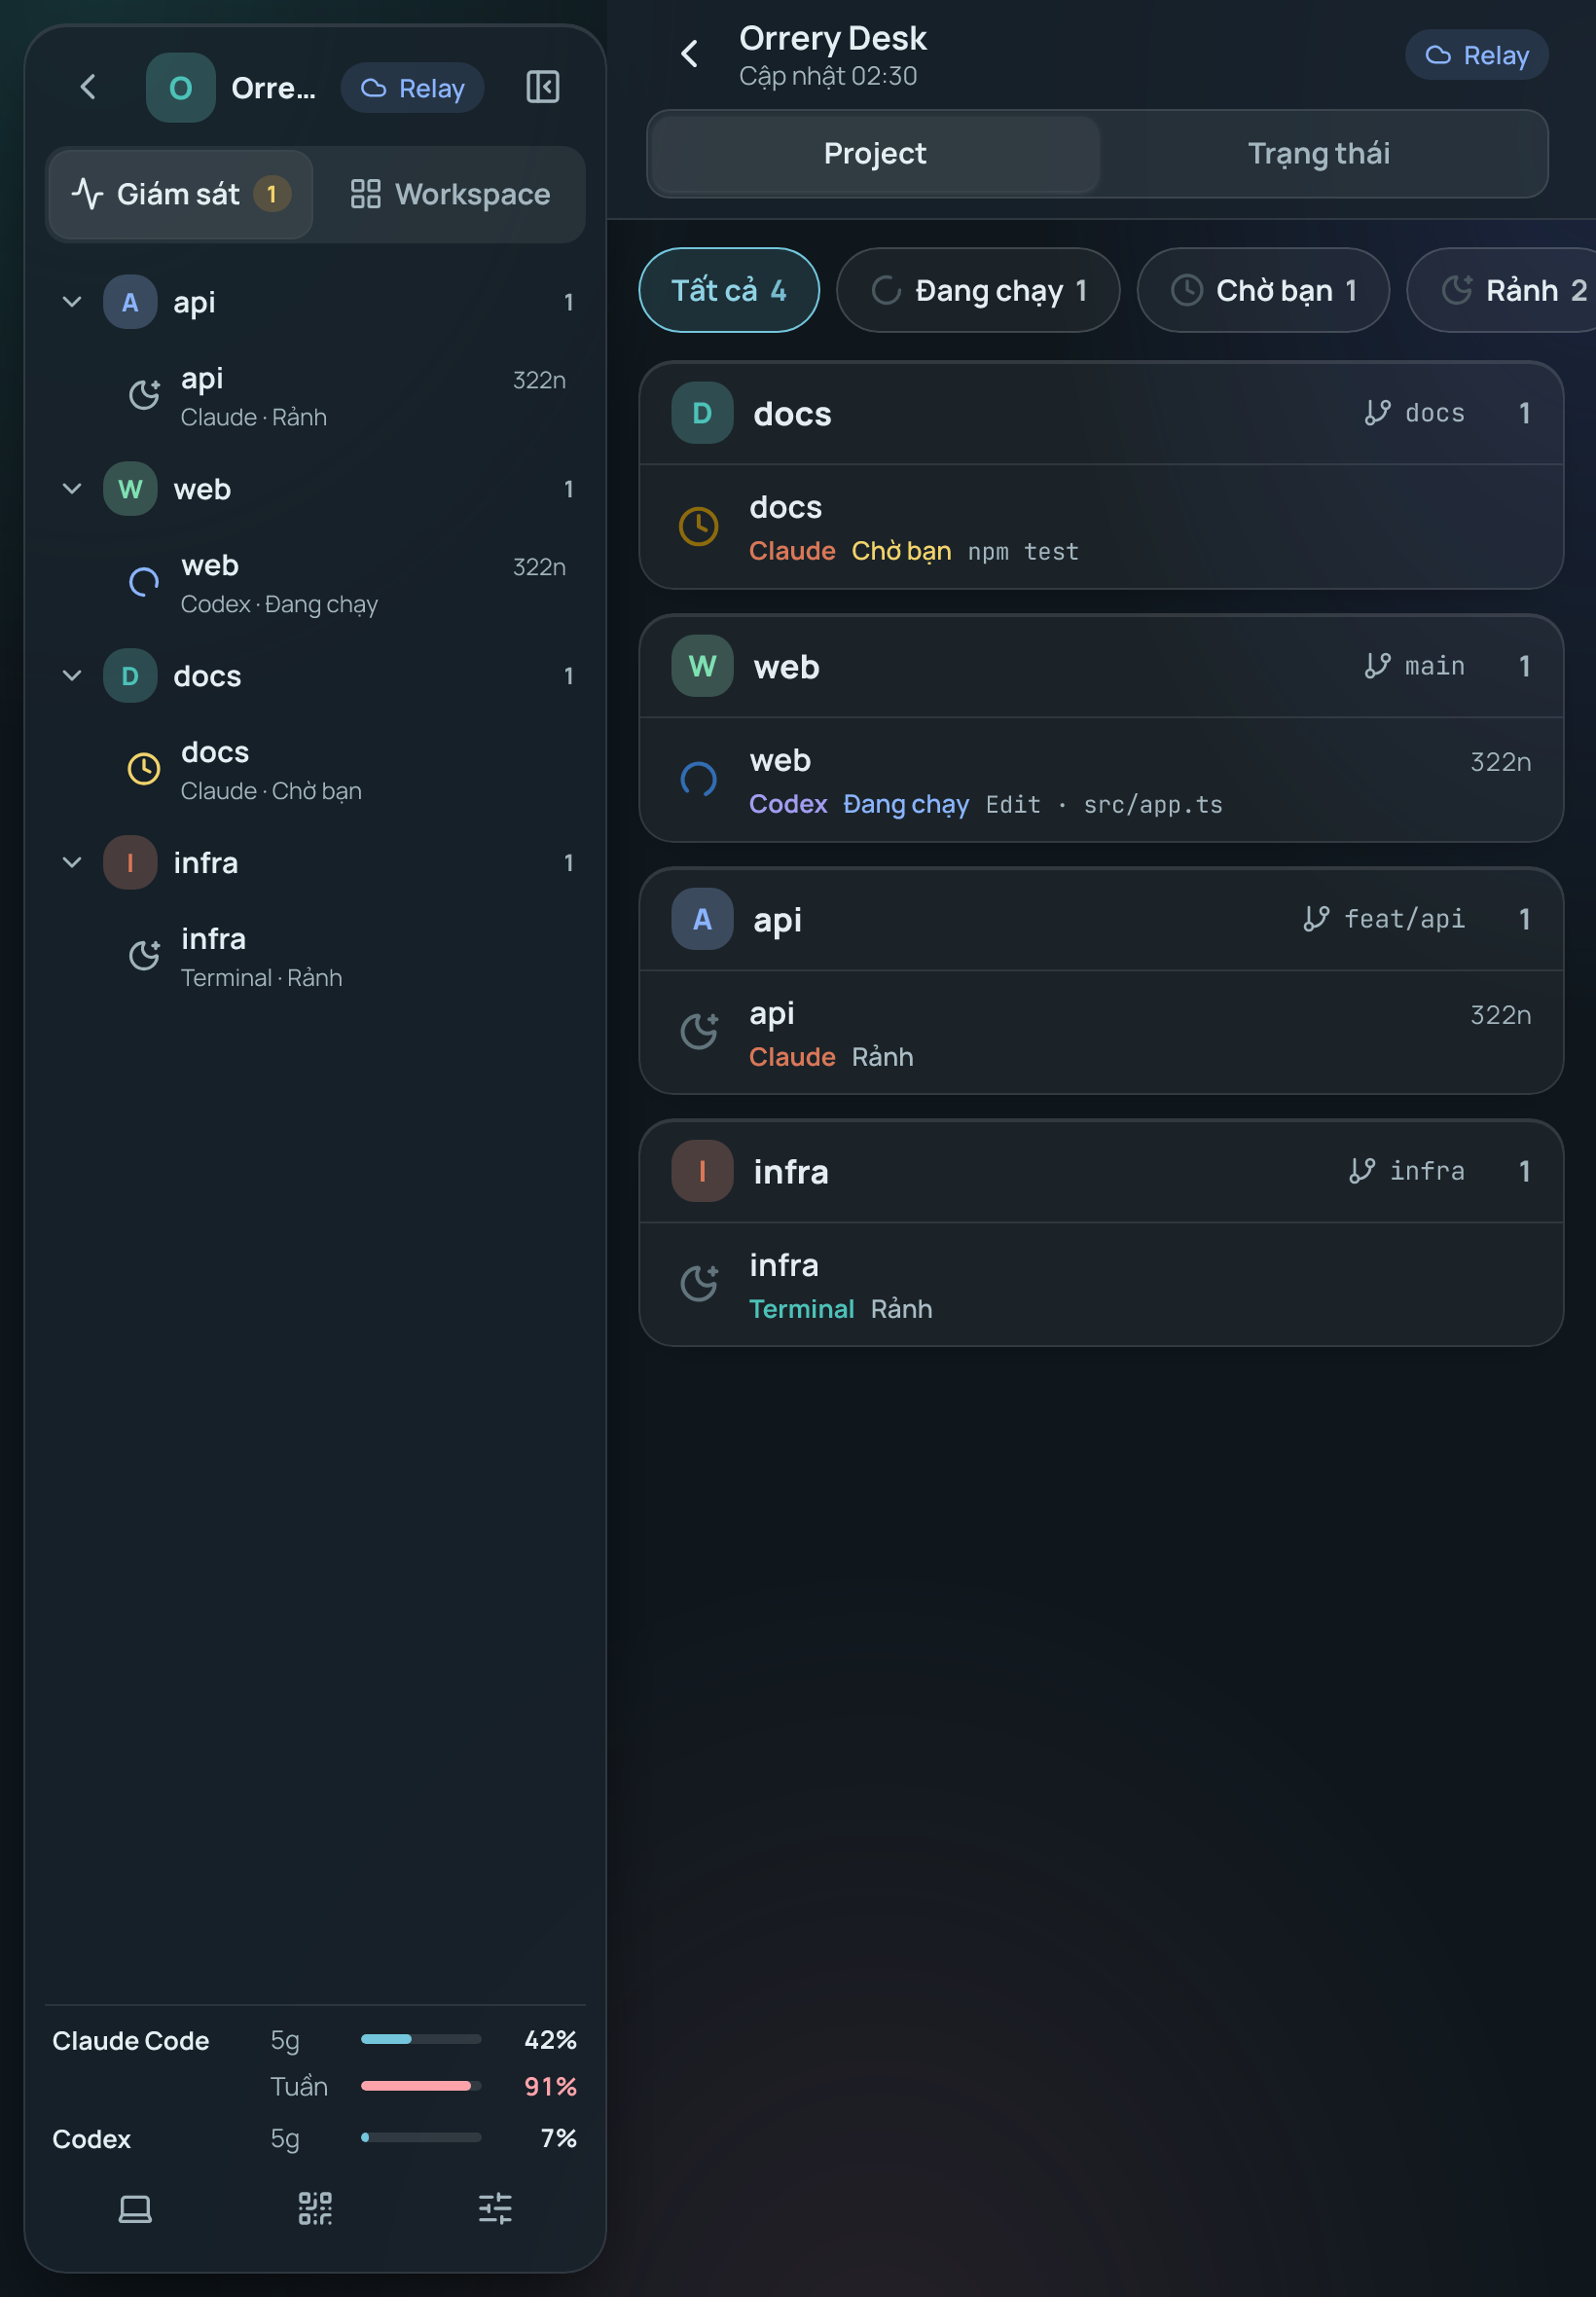 O Orre... Relay
Giám sát 1 Workspace
A api 1
api 322n
Claude · Rảnh
W web 1
web 322n
Codex · Đang chạy
D docs 1
docs
Claude · Chờ bạn
I infra 1
infra
Terminal · Rảnh
Claude Code 5g 42%
Tuần 91%
Codex 5g 7%
Orrery Desk
Cập nhật 02:30
Relay
Project Trạng thái
Tất cả 4 Đang chạy 1 Chờ bạn 1 Rảnh 2
D docs docs 1
docs
Claude Chờ bạn npm test
W web main 1
web 322n
Codex Đang chạy Edit · src/app.ts
A api feat/api 1
api 322n
Claude Rảnh
I infra infra 1
infra
Terminal Rảnh